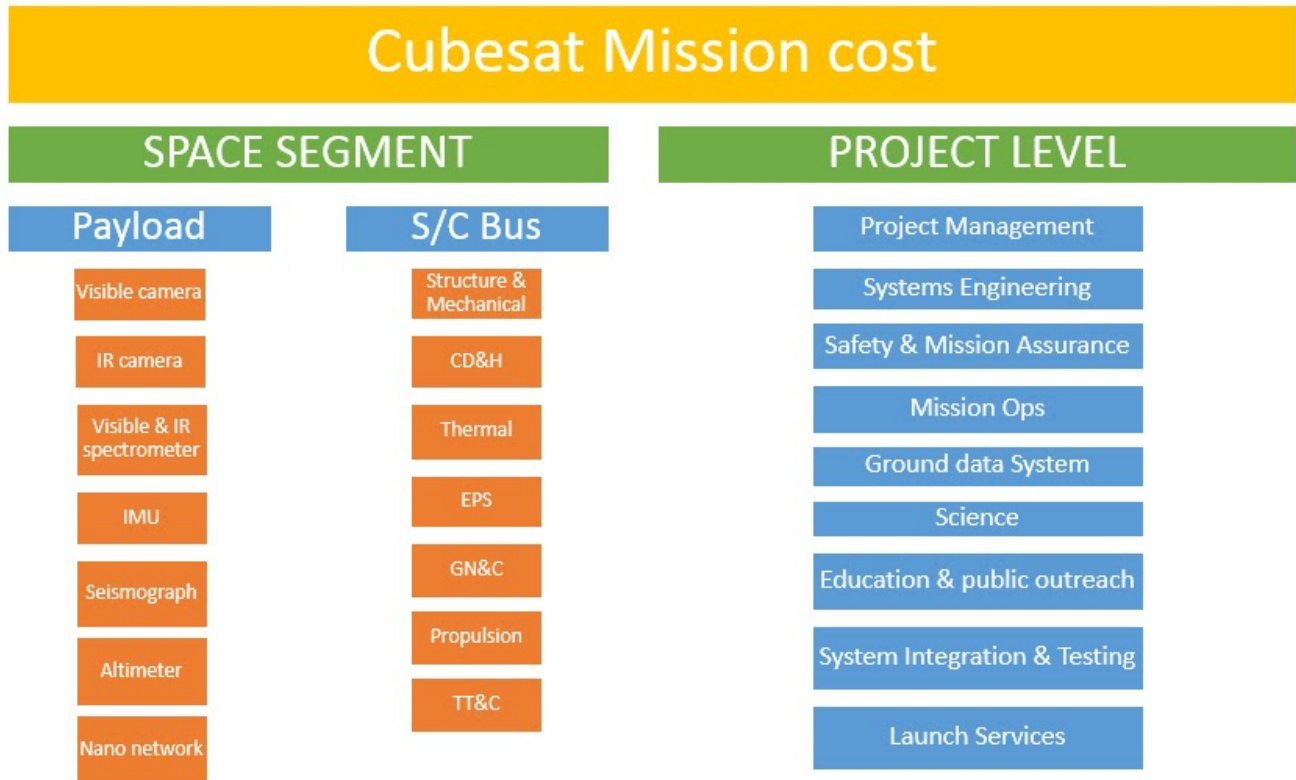 Cubesat Mission cost
SPACE SEGMENT
PROJECT LEVEL
Payload
S/C Bus
Visible camera
IR camera
Visible & IR
spectrometer
IMU
Seismograph
Altimeter
Nano network
Structure &
Mechanical
CD&H
Thermal
EPS
GN&C
Propulsion
TT&C
Project Management
Systems Engineering
Safety & Mission Assurance
Mission Ops
Ground data System
Science
Education & public outreach
System Integration & Testing
Launch Services